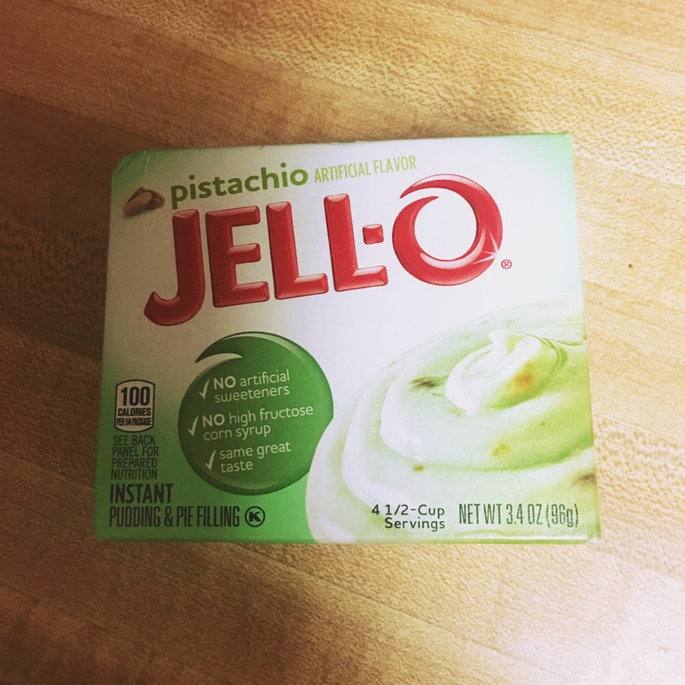 pistachio ARTIFICIAL FLAVOR
JELL-O®
NO artificial
sweeteners
NO high fructose
corn syrup
same great
taste
100
CALORIES
PER 1/4 PACKAGE
SEE BACK
PANEL FOR
PREPARED
NUTRITION
INSTANT
PUDDING & PIE FILLING K
4 1/2-Cup
Servings
NET WT 3.4 OZ (96g)